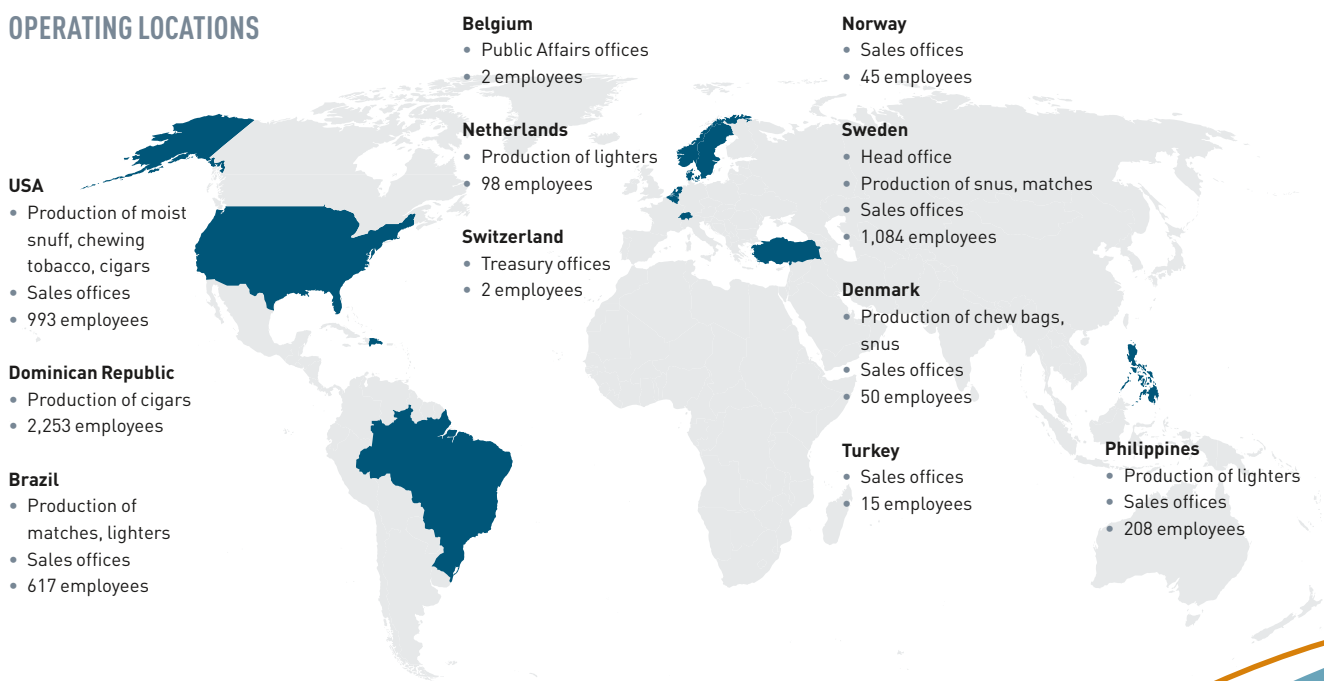 OPERATING LOCATIONS
USA
• Production of moist
snuff, chewing
tobacco, cigars
• Sales offices
• 993 employees
Dominican Republic
• Production of cigars
• 2,253 employees
Brazil
• Production of
matches, lighters
• Sales offices
• 617 employees
Belgium
• Public Affairs offices
• 2 employees
Netherlands
• Production of lighters
• 98 employees
Switzerland
• Treasury offices
• 2 employees
Norway
• Sales offices
• 45 employees
Sweden
• Head office
• Production of snus, matches
• Sales offices
• 1,084 employees
Denmark
• Production of chew bags,
snus
• Sales offices
• 50 employees
Turkey
• Sales offices
• 15 employees
Philippines
• Production of lighters
• Sales offices
• 208 employees